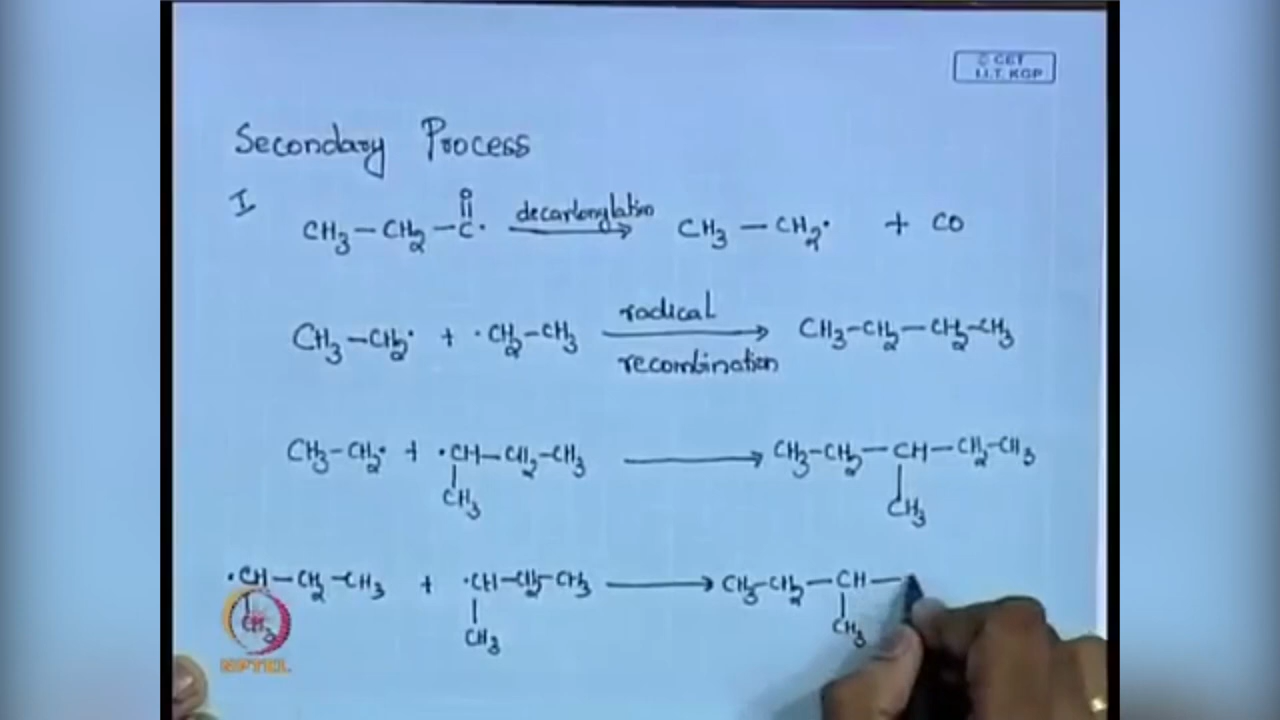 © CET
I.I.T. KGP
Secondary Process
I
O
CH3-CH2-C· decarbonylation CH3-CH2· + CO
radical
CH3-CH2· + ·CH2-CH3 → CH3-CH2-CH2-CH3
recombination
CH3-CH2· + ·CH-CH2-CH3 → CH3-CH2-CH-CH2-CH3
CH3 CH3
·CH-CH2-CH3 + ·CH-CH2-CH3 → CH3-CH2-CH-
CH3 CH3 CH3
NPTEL